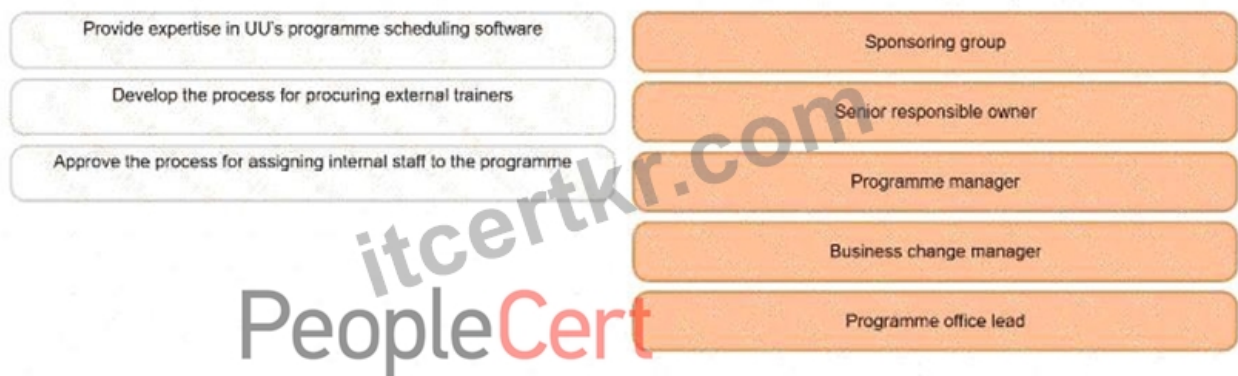 Provide expertise in UU's programme scheduling software
Develop the process for procuring external trainers
Approve the process for assigning internal staff to the programme
Sponsoring group
Senior responsible owner
Programme manager
Business change manager
Programme office lead
itcertkr.com
PeopleCert